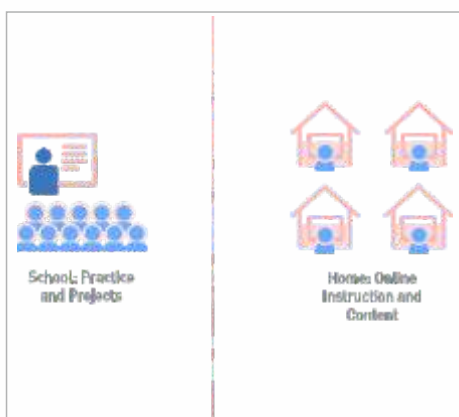 School: Practice
and Projects
Home: Online
Instruction and
Content